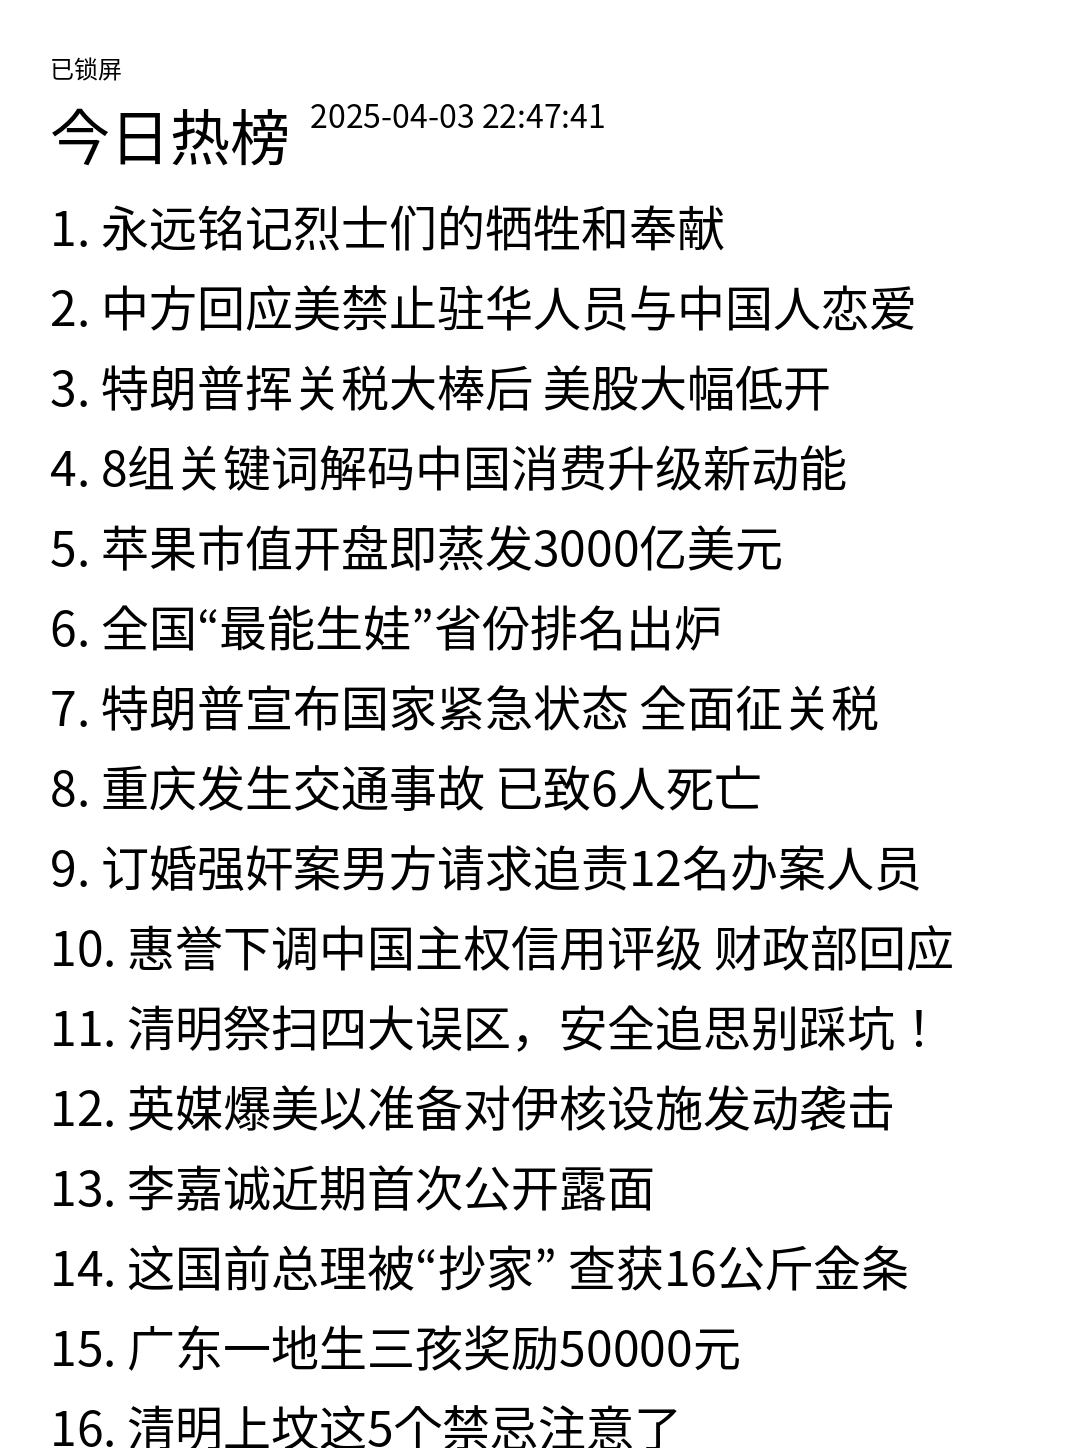 已锁屏
今日热榜 2025-04-03 22:47:41
1. 永远铭记烈士们的牺牲和奉献
2. 中方回应美禁止驻华人员与中国人恋爱
3. 特朗普挥关税大棒后 美股大幅低开
4. 8组关键词解码中国消费升级新动能
5. 苹果市值开盘即蒸发3000亿美元
6. 全国“最能生娃”省份排名出炉
7. 特朗普宣布国家紧急状态 全面征关税
8. 重庆发生交通事故 已致6人死亡
9. 订婚强奸案男方请求追责12名办案人员
10. 惠誉下调中国主权信用评级 财政部回应
11. 清明祭扫四大误区，安全追思别踩坑！
12. 英媒爆美以准备对伊核设施发动袭击
13. 李嘉诚近期首次公开露面
14. 这国前总理被“抄家” 查获16公斤金条
15. 广东一地生三孩奖励50000元
16. 清明上坟这5个禁忌注意了